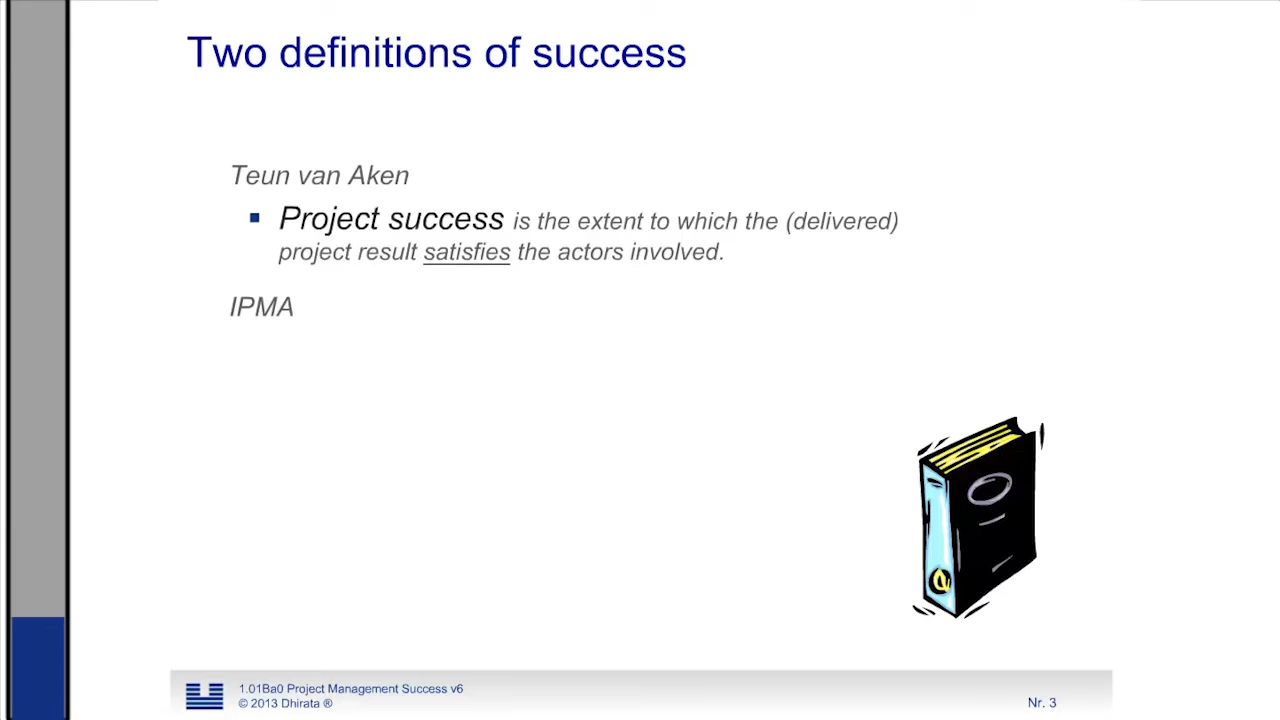 Two definitions of success
Teun van Aken
Project success is the extent to which the (delivered)
project result satisfies the actors involved.
IPMA
1.01Ba0 Project Management Success v6
© 2013 Dhirata ®
Nr. 3